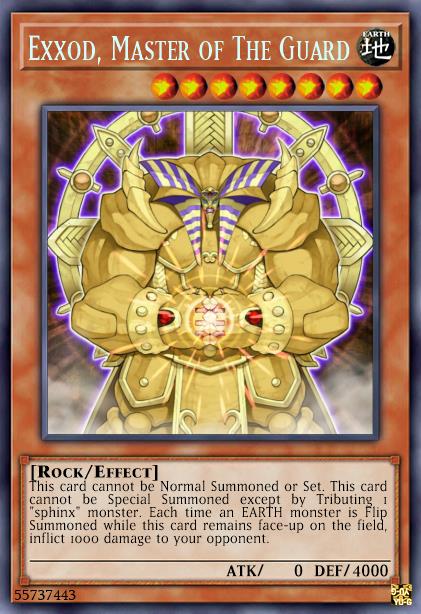 Exxod, Master of The Guard
EARTH
地
[Rock/Effect]
This card cannot be Normal Summoned or Set. This card
cannot be Special Summoned except by Tributing 1
"sphinx" monster. Each time an EARTH monster is Flip
Summoned while this card remains face-up on the field,
inflict 1000 damage to your opponent.
ATK/ 0 DEF/4000
55737443